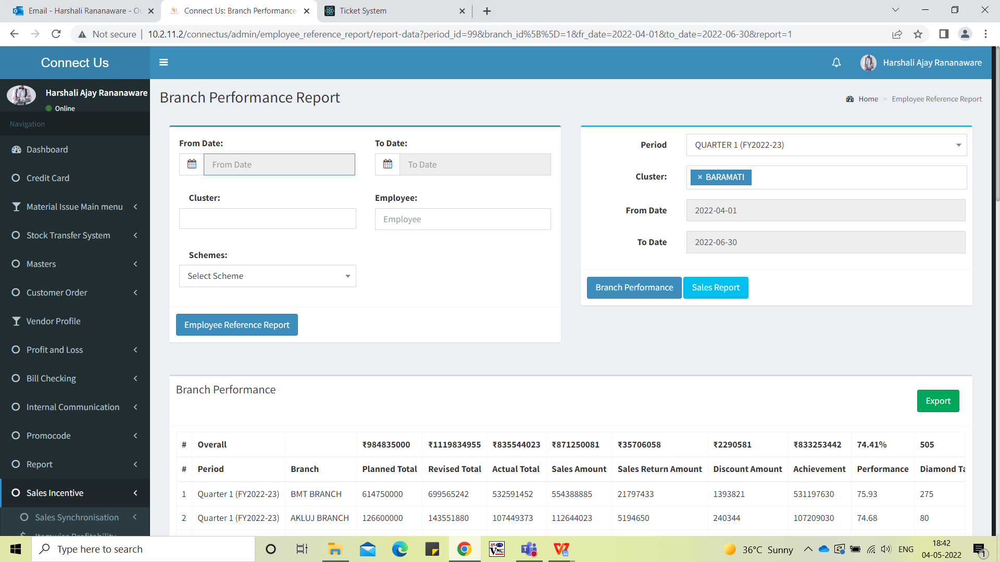 Email - Harshali Rananaware - Ou
Connect Us: Branch Performance
Ticket System
Not secure
10.2.11.2/connectus/admin/employee_reference_report/report-data?period_id=99&branch_id%5B%5D=1&fr_date=2022-04-01&to_date=2022-06-30&report=1
Connect Us
Harshali Ajay Rananaware
Harshali Ajay Rananaware
Online
Navigation
Dashboard
Credit Card
Material Issue Main menu
Stock Transfer System
Masters
Customer Order
Vendor Profile
Profit and Loss
Bill Checking
Internal Communication
Promocode
Report
Sales Incentive
Sales Synchronisation
Itemwise Profitability
Branch Performance Report
Home > Employee Reference Report
From Date:
To Date:
From Date
To Date
Cluster:
Employee:
Employee
Schemes:
Select Scheme
Employee Reference Report
Period
QUARTER 1 (FY2022-23)
Cluster:
× BARAMATI
From Date
2022-04-01
To Date
2022-06-30
Branch Performance
Sales Report
Branch Performance
Export
# Overall ₹984835000 ₹1119834955 ₹835544023 ₹871250081 ₹35706058 ₹2290581 ₹833253442 74.41% 505
# Period Branch Planned Total Revised Total Actual Total Sales Amount Sales Return Amount Discount Amount Achievement Performance Diamond Ta
1 Quarter 1 (FY2022-23) BMT BRANCH 614750000 699565242 532591452 554388885 21797433 1393821 531197630 75.93 275
2 Quarter 1 (FY2022-23) AKLUJ BRANCH 126600000 143551880 107449373 112644023 5194650 240344 107209030 74.68 80
Type here to search
VNC
36°C Sunny
ENG
18:42
04-05-2022
1